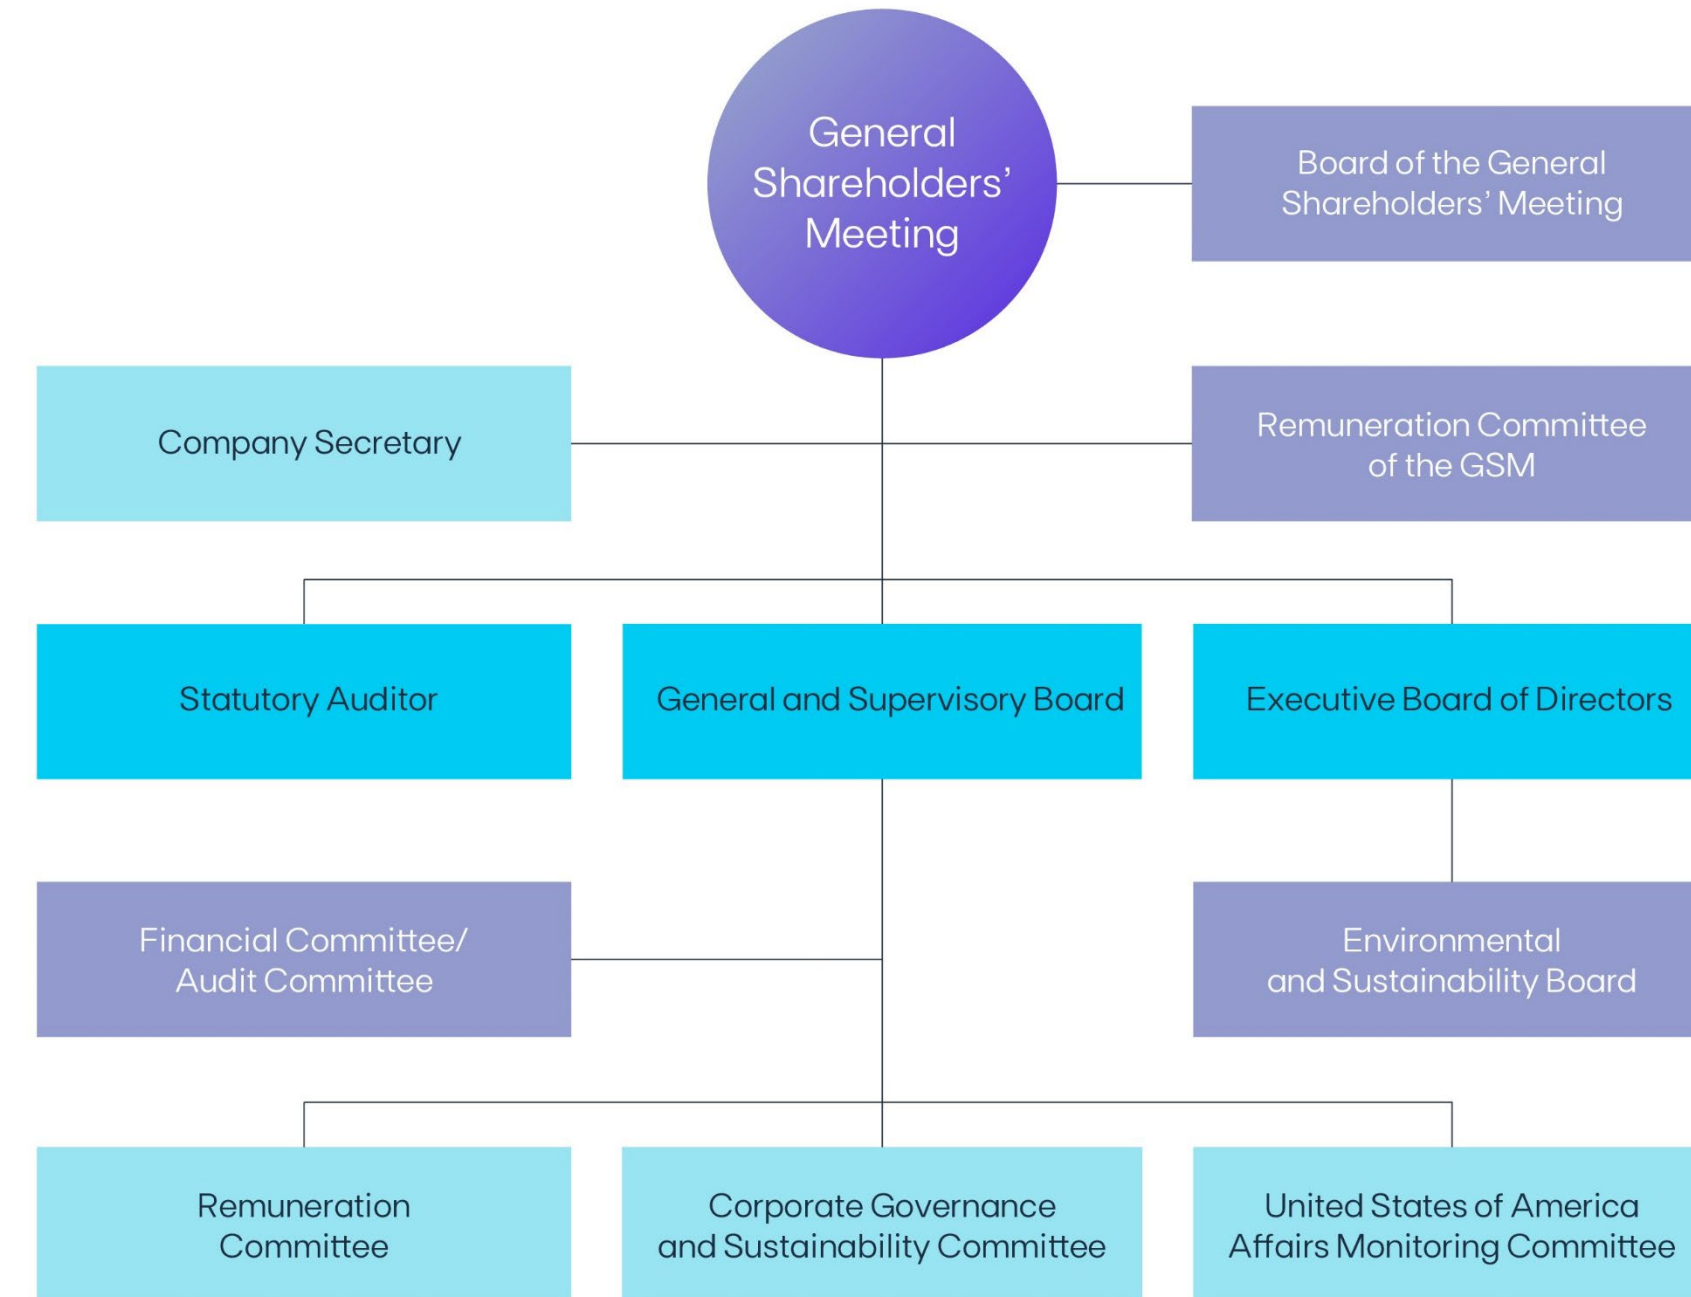 General
Shareholders’
Meeting
Board of the General
Shareholders’ Meeting
Company Secretary
Remuneration Committee
of the GSM
Statutory Auditor
General and Supervisory Board
Executive Board of Directors
Financial Committee/
Audit Committee
Environmental
and Sustainability Board
Remuneration
Committee
Corporate Governance
and Sustainability Committee
United States of America
Affairs Monitoring Committee